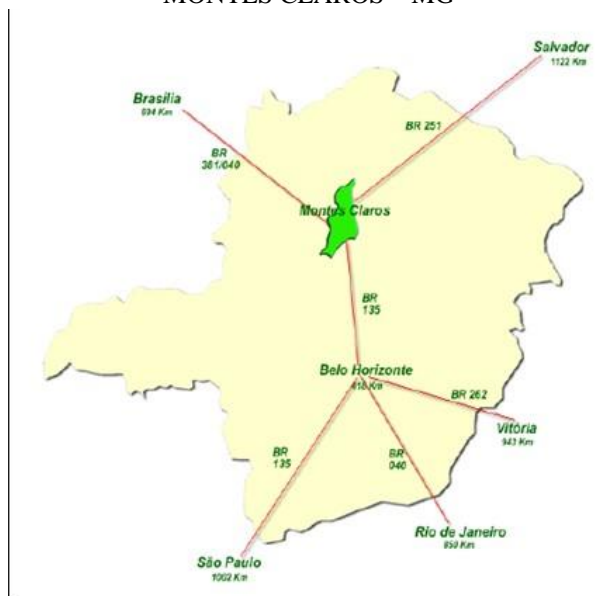 MONTES CLAROS – MG
Salvador
1122 Km
Brasília
694 Km
BR 251
BR
381/040
Montes Claros
BR
135
Belo Horizonte
418 Km
BR 262
Vitória
943 Km
BR
135
BR
040
Rio de Janeiro
850 Km
São Paulo
1002 Km